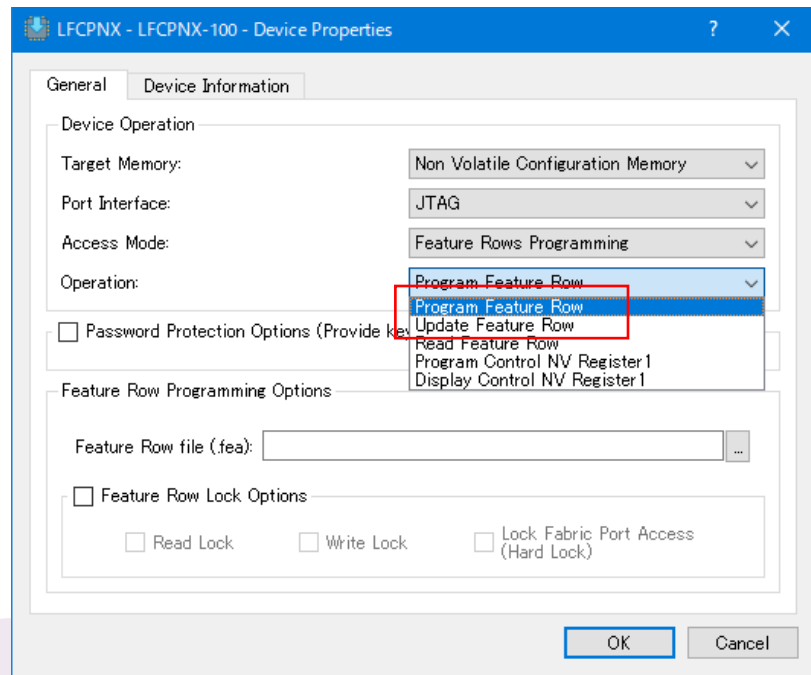 LFCPNX - LFCPNX-100 - Device Properties ? ×
General Device Information
Device Operation
Target Memory: Non Volatile Configuration Memory
Port Interface: JTAG
Access Mode: Feature Rows Programming
Operation: Program Feature Row
Program Feature Row
Update Feature Row
Read Feature Row
Program Control NV Register1
Display Control NV Register1
Password Protection Options (Provide key
Feature Row Programming Options
Feature Row file (.fea): ...
Feature Row Lock Options
Read Lock Write Lock Lock Fabric Port Access
(Hard Lock)
OK Cancel